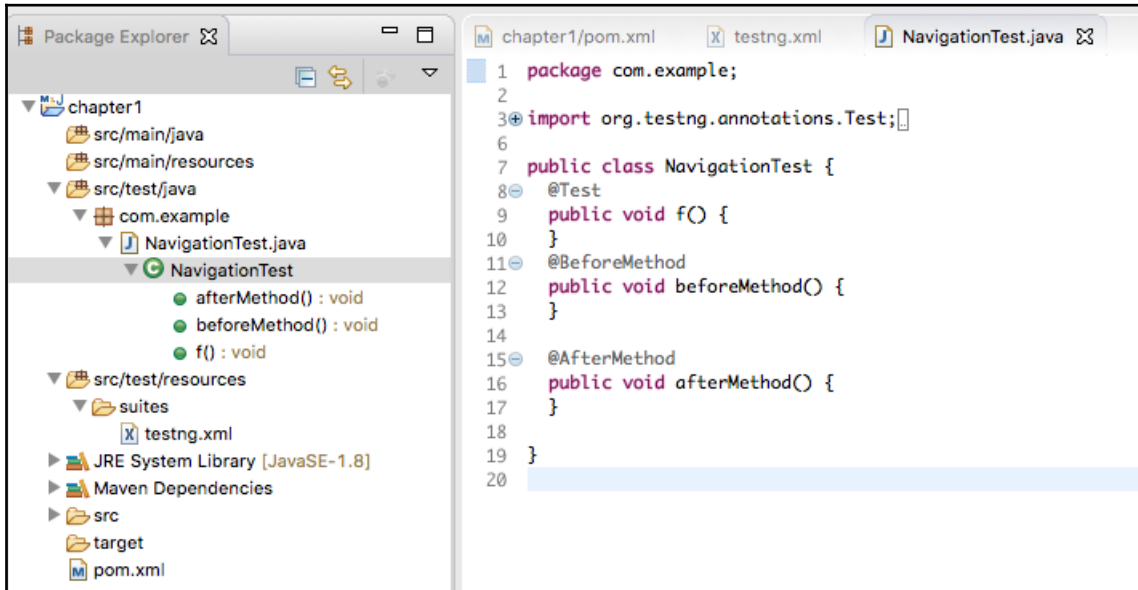 Package Explorer
chapter1
src/main/java
src/main/resources
src/test/java
com.example
NavigationTest.java
NavigationTest
afterMethod() : void
beforeMethod() : void
f() : void
src/test/resources
suites
testng.xml
JRE System Library [JavaSE-1.8]
Maven Dependencies
src
target
pom.xml
chapter1/pom.xml testng.xml NavigationTest.java
1 package com.example;
2
3 import org.testng.annotations.Test;
6
7 public class NavigationTest {
8 @Test
9 public void f() {
10 }
11 @BeforeMethod
12 public void beforeMethod() {
13 }
14
15 @AfterMethod
16 public void afterMethod() {
17 }
18
19 }
20